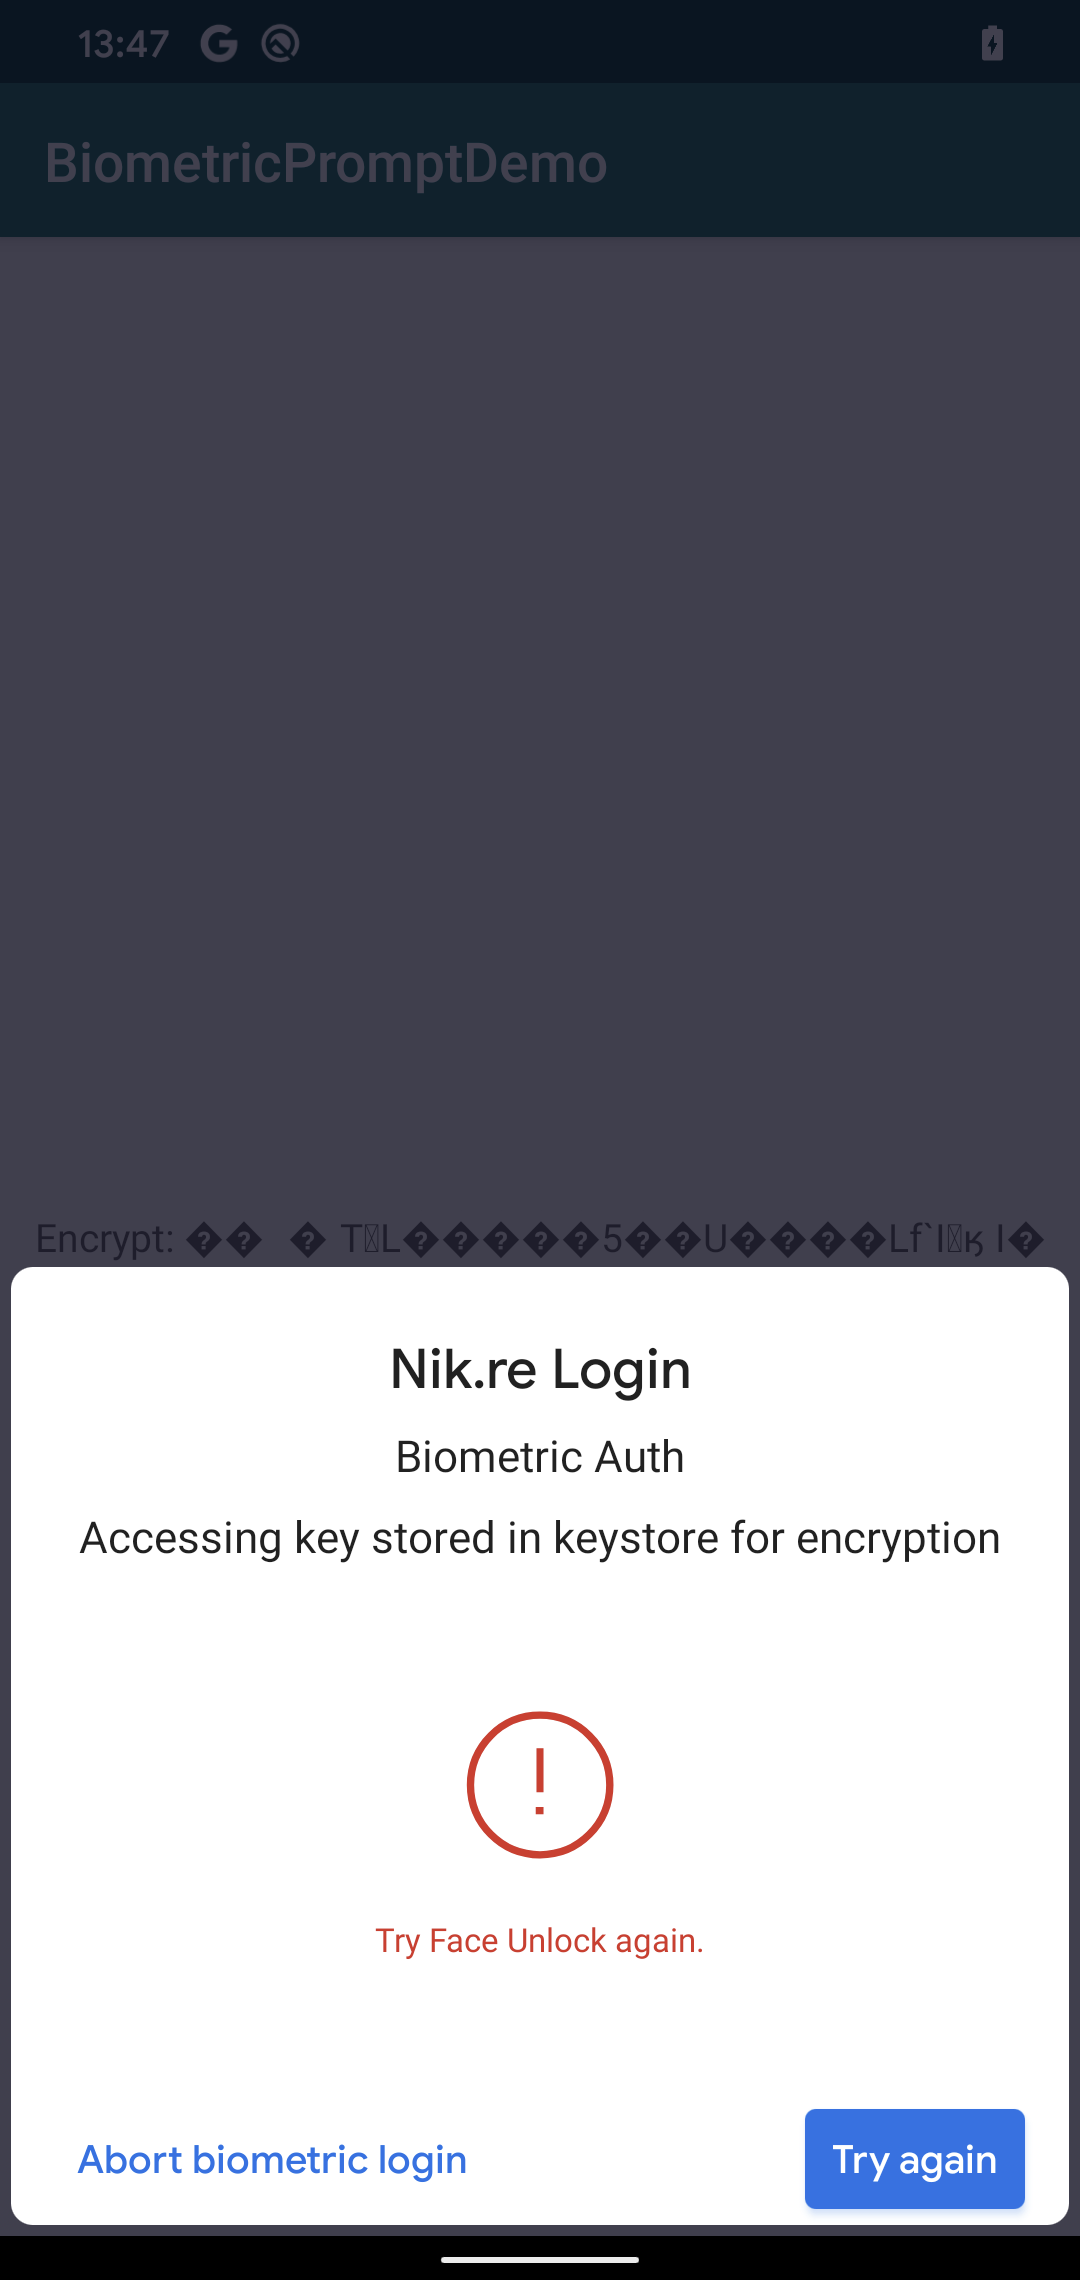 13:47
BiometricPromptDemo
Encrypt: �� � T L�����5��U����Lf`I ӄ I�
Nik.re Login
Biometric Auth
Accessing key stored in keystore for encryption
Try Face Unlock again.
Abort biometric login
Try again